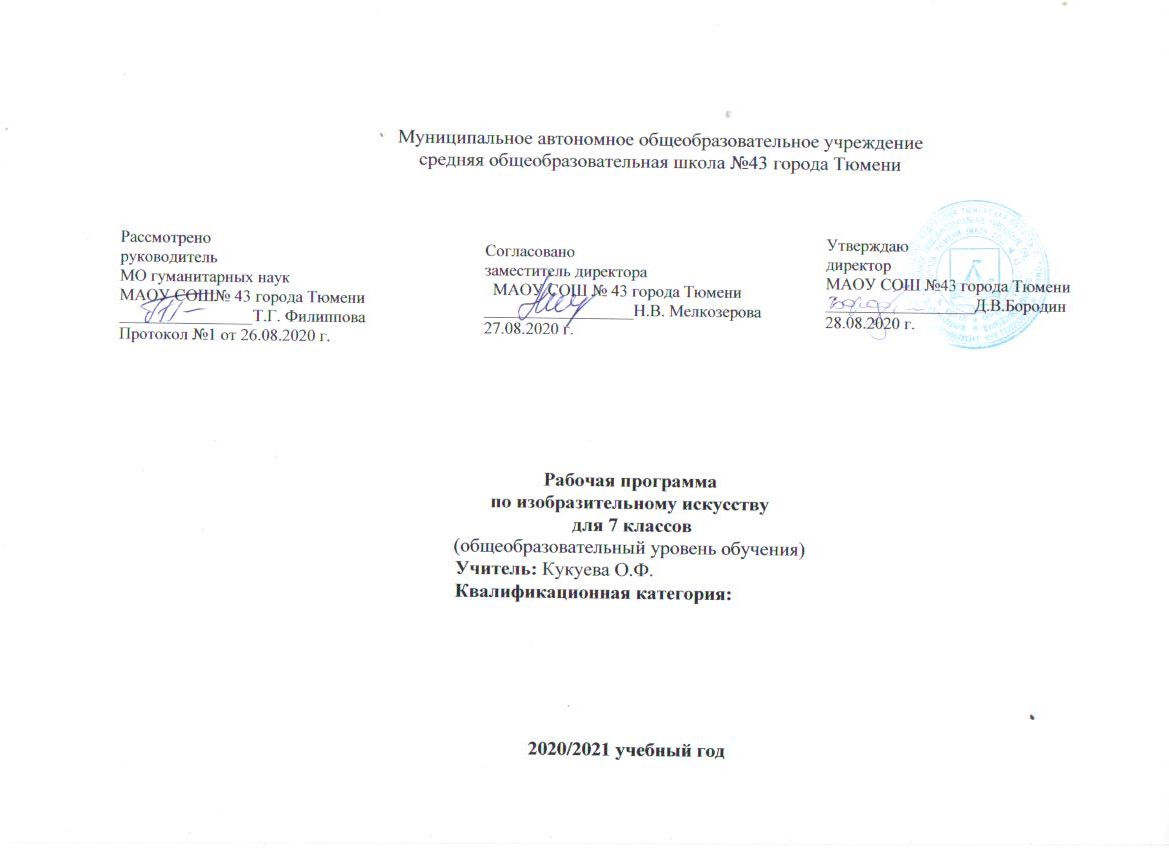 Муниципальное автономное общеобразовательное учреждение
средняя общеобразовательная школа №43 города Тюмени
Рассмотрено
руководитель
МО гуманитарных наук
МАОУ СОШ№ 43 города Тюмени
Т.Г. Филиппова
Протокол №1 от 26.08.2020 г.
Согласовано
заместитель директора
МАОУ СОШ № 43 города Тюмени
Н.В. Мелкозерова
27.08.2020 г.
Утверждаю
директор
МАОУ СОШ №43 города Тюмени
Д.В.Бородин
28.08.2020 г.
Рабочая программа
по изобразительному искусству
для 7 классов
(общеобразовательный уровень обучения)
Учитель: Кукуева О.Ф.
Квалификационная категория:
2020/2021 учебный год